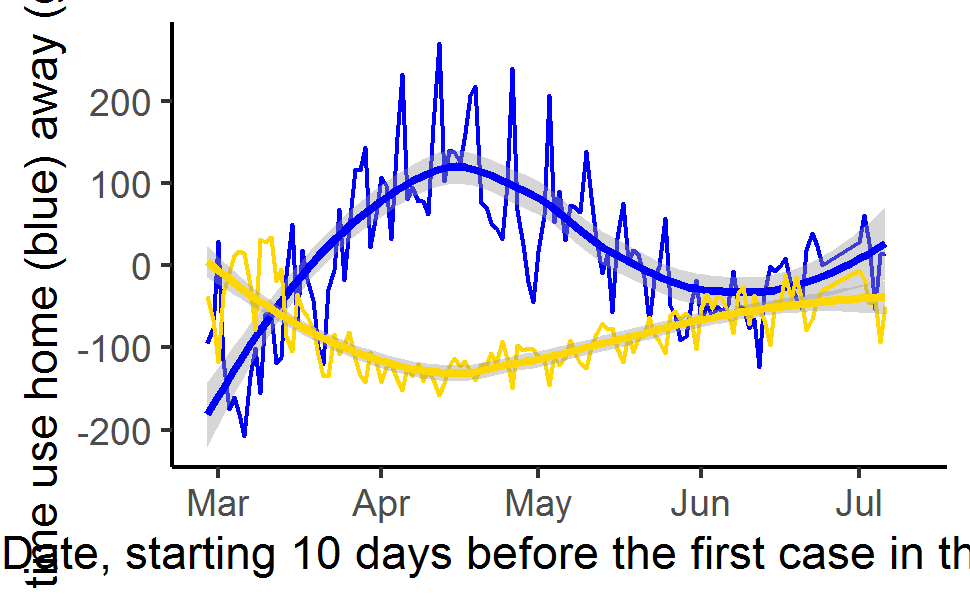 time use home (blue) away (
200
100
0
-100
-200
Mar Apr May Jun Jul
Date, starting 10 days before the first case in th